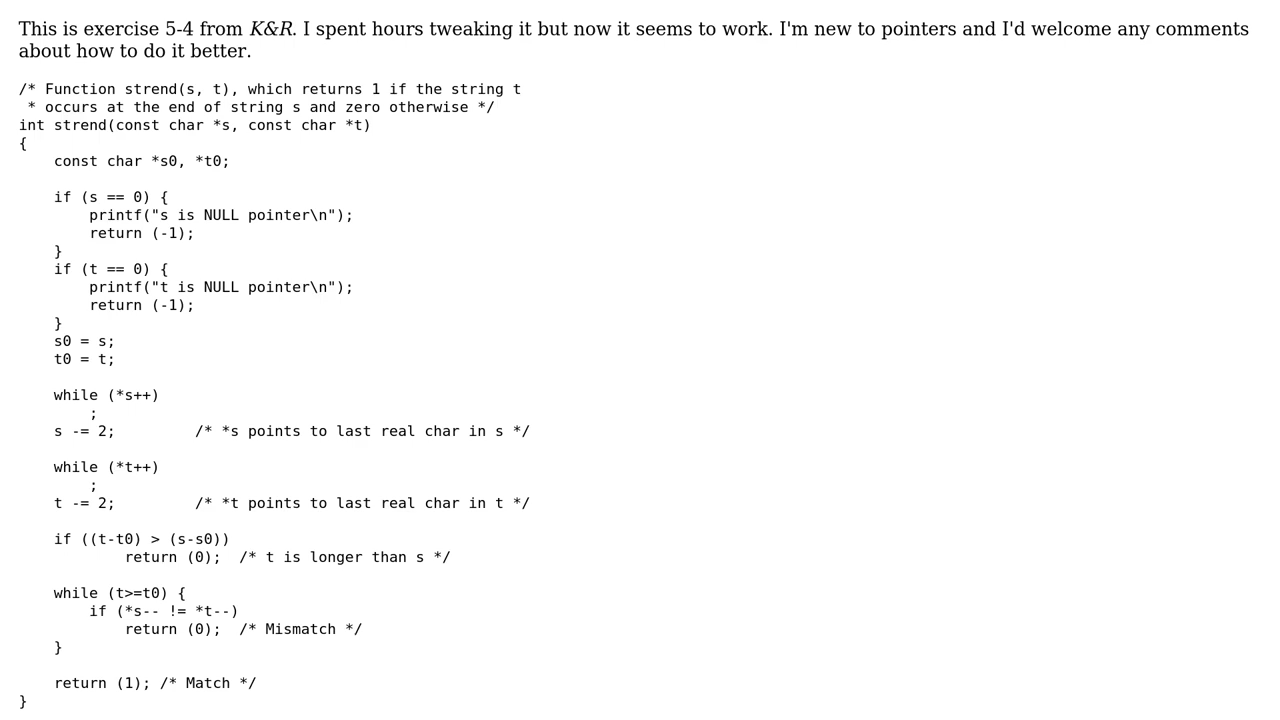 This is exercise 5-4 from K&R. I spent hours tweaking it but now it seems to work. I'm new to pointers and I'd welcome any comments
about how to do it better.
/* Function strend(s, t), which returns 1 if the string t
 * occurs at the end of string s and zero otherwise */
int strend(const char *s, const char *t)
{
    const char *s0, *t0;
    if (s == 0) {
        printf("s is NULL pointer\n");
        return (-1);
    }
    if (t == 0) {
        printf("t is NULL pointer\n");
        return (-1);
    }
    s0 = s;
    t0 = t;
    while (*s++)
        ;
    s -= 2;         /* *s points to last real char in s */
    while (*t++)
        ;
    t -= 2;         /* *t points to last real char in t */
    if ((t-t0) > (s-s0))
            return (0);  /* t is longer than s */
    while (t>=t0) {
        if (*s-- != *t--)
            return (0);  /* Mismatch */
    }
    return (1); /* Match */
}